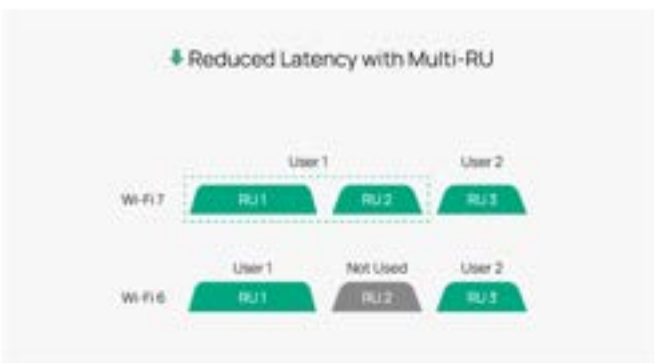 Reduced Latency with Multi-RU
User 1 User 2
Wi-Fi 7 RU 1 RU 2 RU 3
User 1 Not Used User 2
Wi-Fi 6 RU 1 RU 2 RU 3